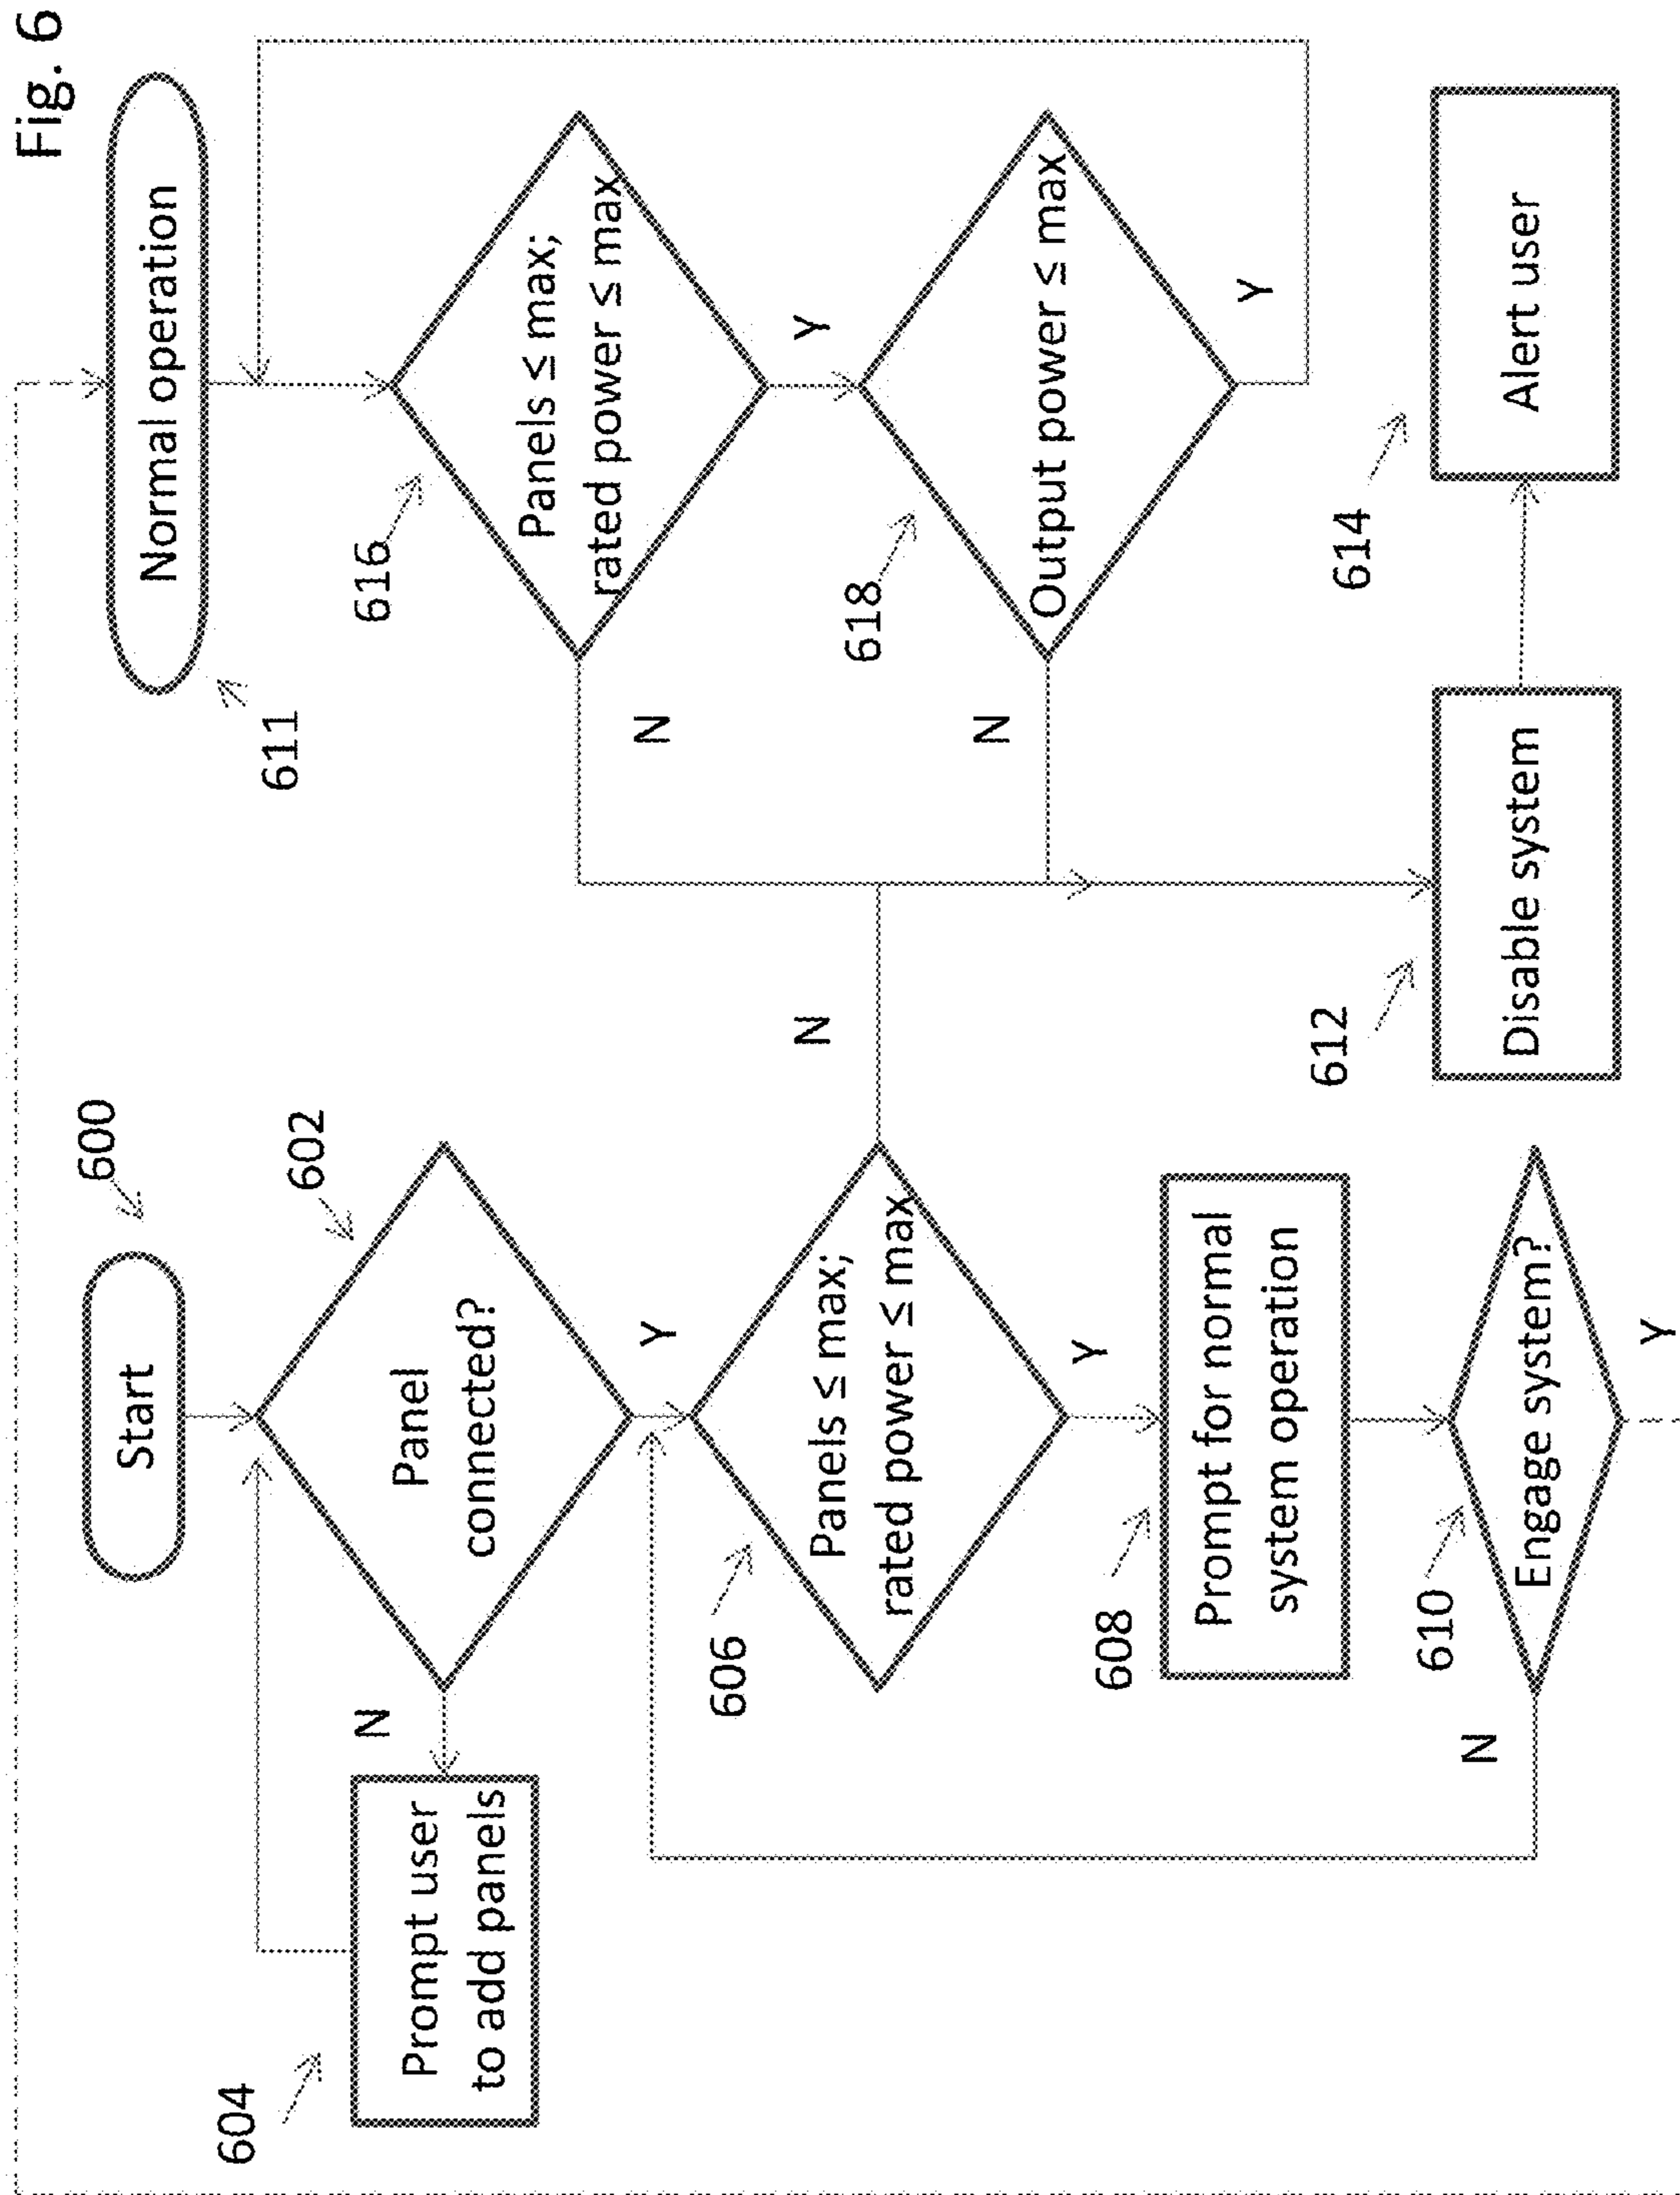 Fig. 6
600
Start
602
Panel
connected?
N
Y
604
Prompt user
to add panels
606
Panels ≤ max;
rated power ≤ max
N
Y
608
Prompt for normal
system operation
610
Engage system?
N
Y
611
Normal operation
616
Panels ≤ max;
rated power ≤ max
N
Y
618
Output power ≤ max
N
Y
612
Disable system
614
Alert user